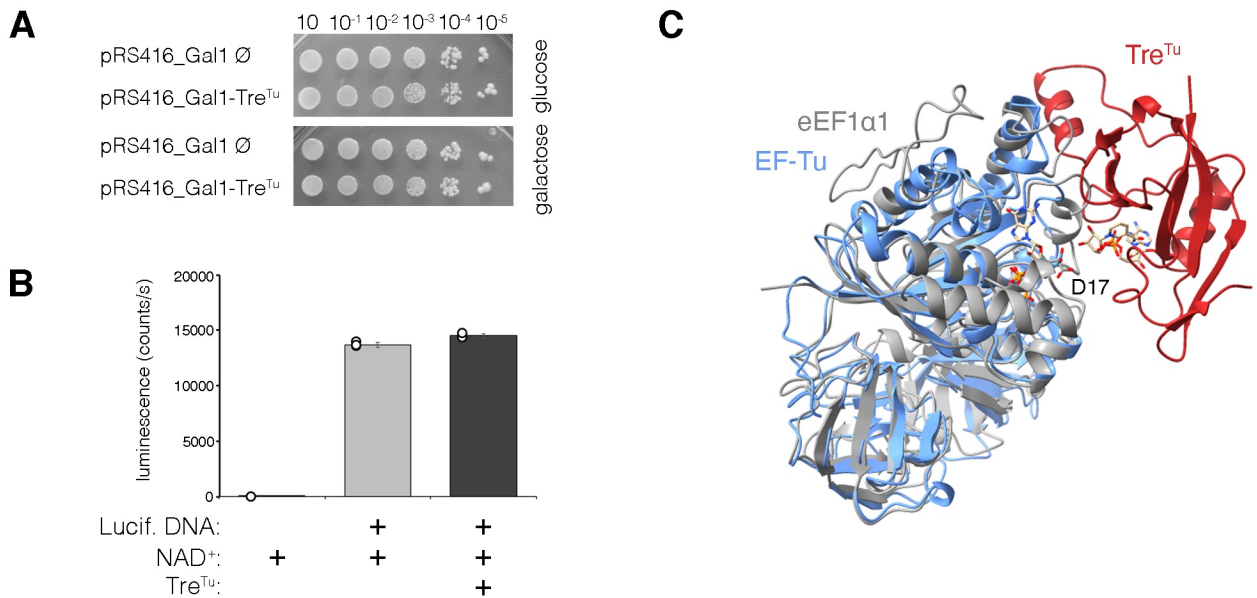 A
10 10⁻¹ 10⁻² 10⁻³ 10⁻⁴ 10⁻⁵
pRS416_Gal1 Ø
pRS416_Gal1-Treᵀᵘ
glucose
pRS416_Gal1 Ø
pRS416_Gal1-Treᵀᵘ
galactose
B
luminescence (counts/s)
20000
15000
10000
5000
0
Lucif. DNA: + +
NAD⁺: + + +
Treᵀᵘ: +
C
Treᵀᵘ
eEF1α1
EF-Tu
D17